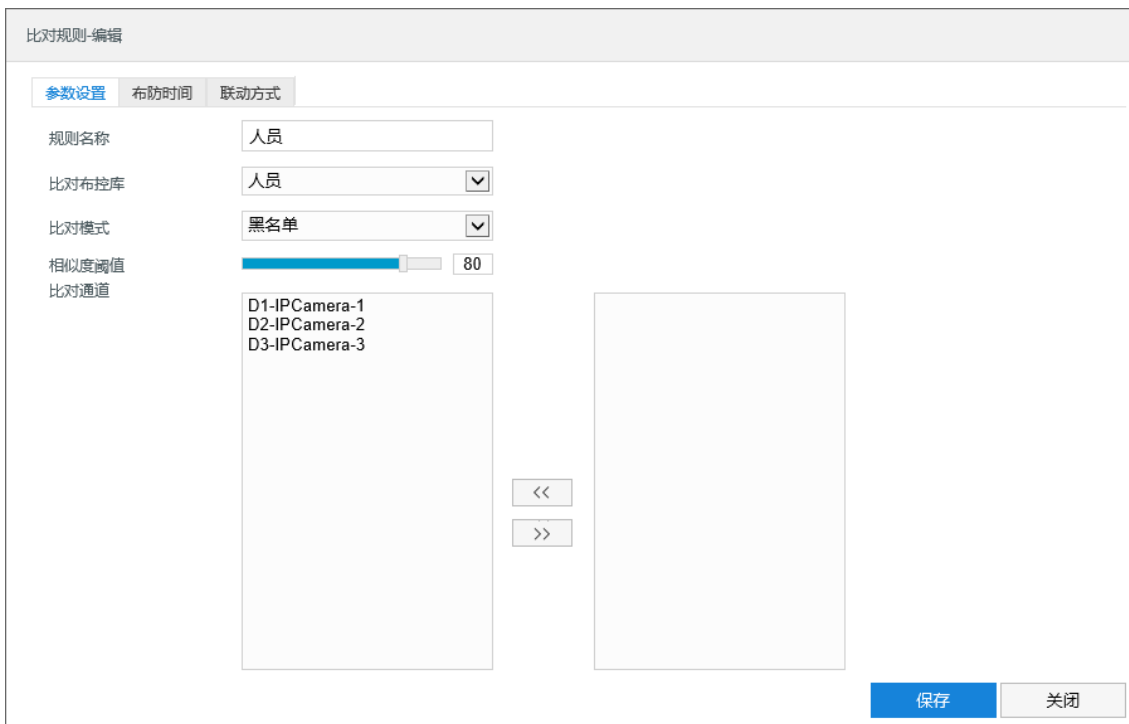 比对规则-编辑
参数设置 布防时间 联动方式
规则名称 人员
比对布控库 人员
比对模式 黑名单
相似度阈值 80
比对通道
D1-IPCamera-1
D2-IPCamera-2
D3-IPCamera-3
<<
>>
保存 关闭